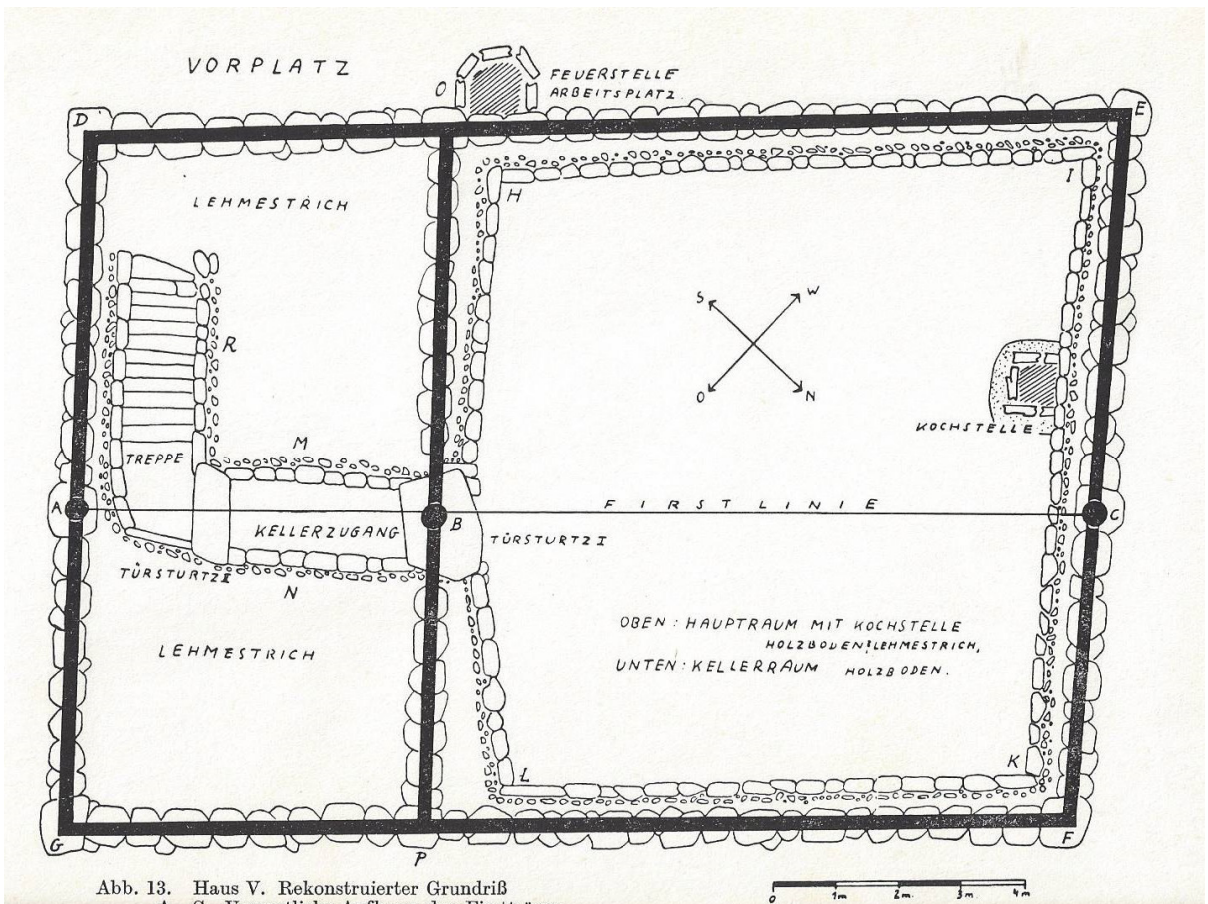 VORPLATZ
O
FEUERSTELLE
ARBEITSPLATZ.
D
E
H
I
LEHMESTRICH
S
W
O
N
R
KOCHSTELLE
M
TREPPE
A
B
C
FIRSTLINIE
KELLERZUGANG
TÜRSTURTZ I
TÜRSTURTZ II
N
OBEN: HAUPTRAUM MIT KOCHSTELLE
HOLZBODEN LEHMESTRICH,
UNTEN: KELLERRAUM HOLZBODEN.
LEHMESTRICH
L
K
G
P
F
Abb. 13. Haus V. Rekonstruierter Grundriß
0 1m 2m 3m 4m